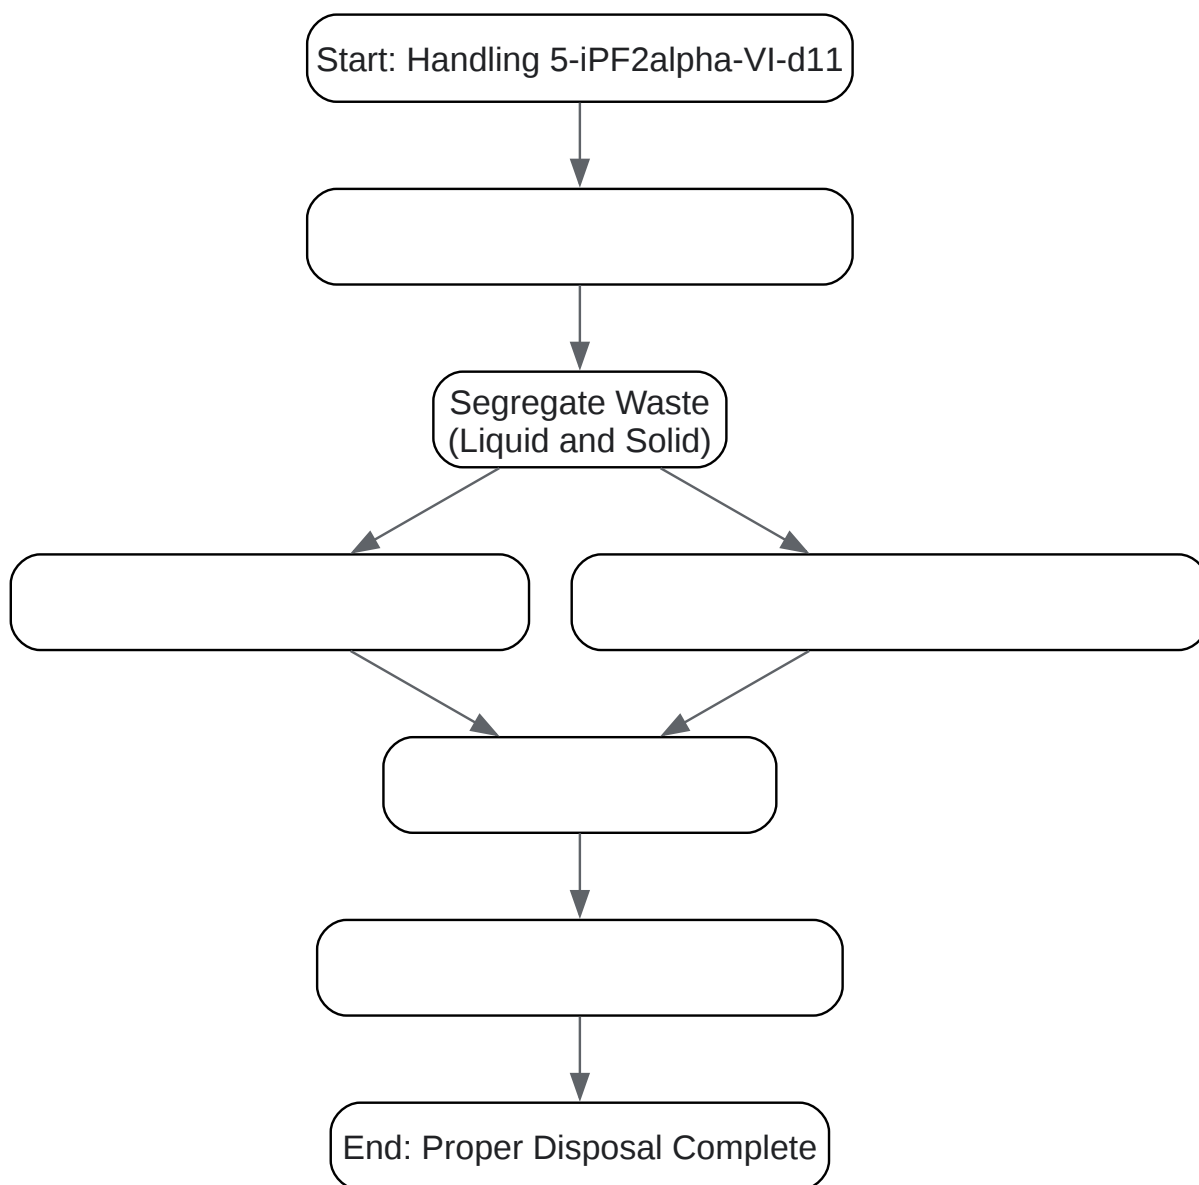 Start: Handling 5-iPF2alpha-VI-d11
Segregate Waste
(Liquid and Solid)
End: Proper Disposal Complete